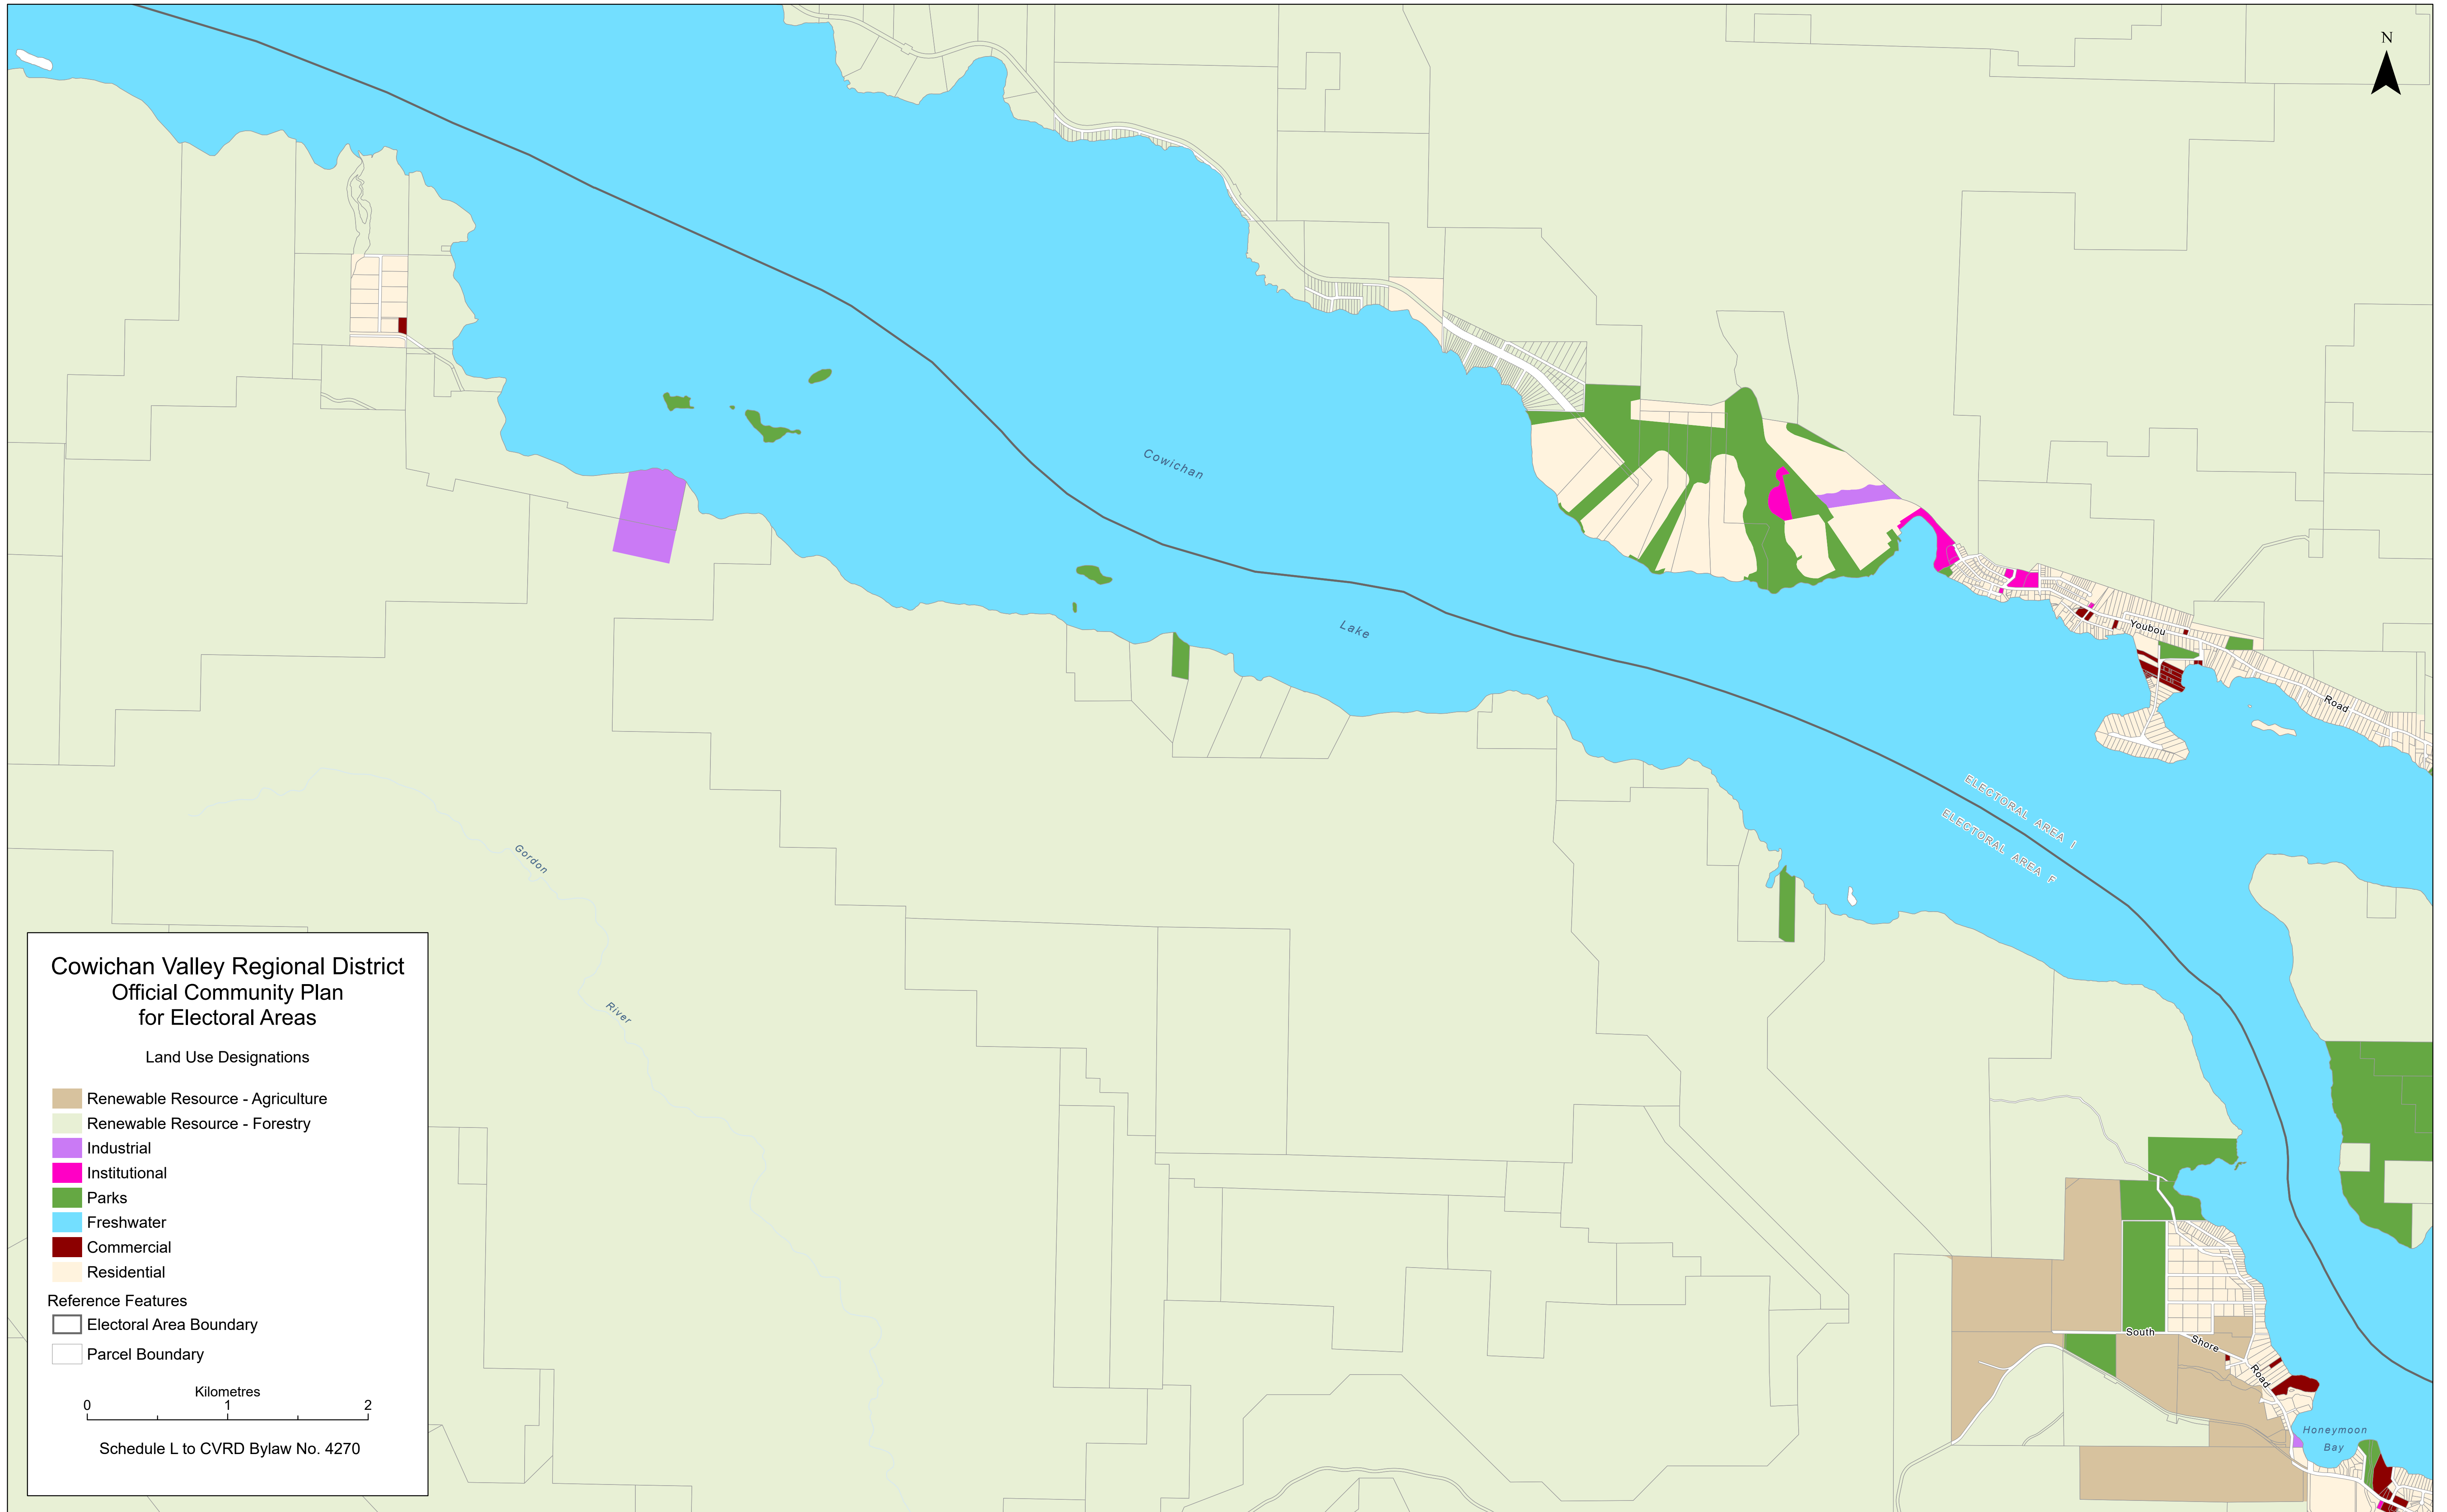 N
Cowichan
Lake
Youbou
Road
ELECTORAL AREA I
ELECTORAL AREA F
Gordon
River
South
Shore
Road
Honeymoon
Bay
Cowichan Valley Regional District
Official Community Plan
for Electoral Areas
Land Use Designations
Renewable Resource - Agriculture
Renewable Resource - Forestry
Industrial
Institutional
Parks
Freshwater
Commercial
Residential
Reference Features
Electoral Area Boundary
Parcel Boundary
Kilometres
0 1 2
Schedule L to CVRD Bylaw No. 4270